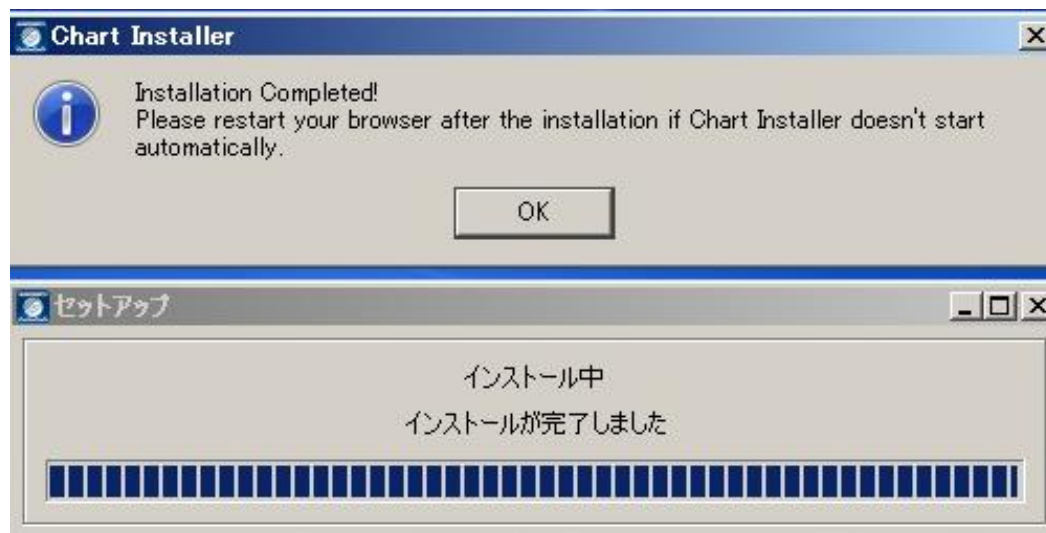 Chart Installer
Installation Completed!
Please restart your browser after the installation if Chart Installer doesn't start
automatically.
OK
セットアップ
インストール中
インストールが完了しました